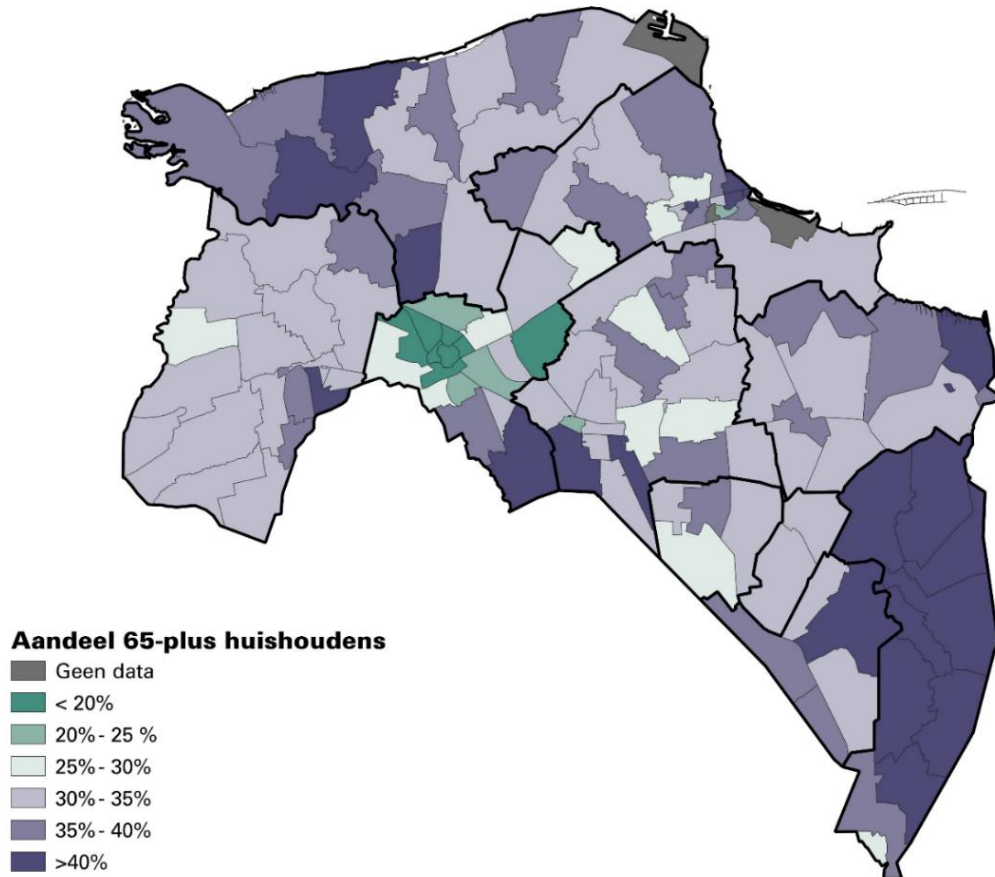 Aandeel 65-plus huishoudens
Geen data
< 20%
20%- 25 %
25%- 30%
30%- 35%
35%- 40%
>40%